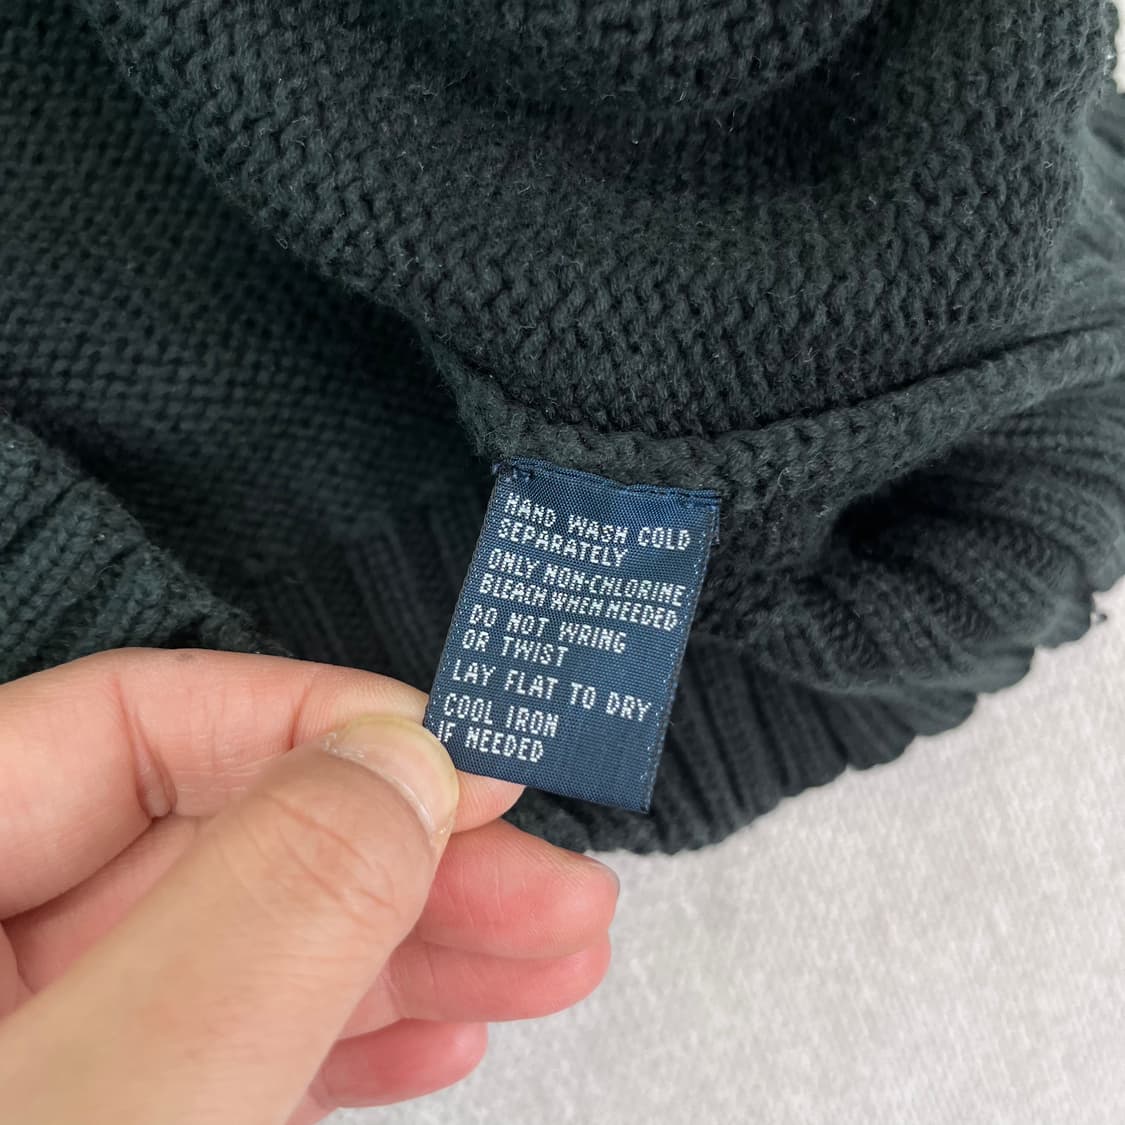 HAND WASH COLD
SEPARATELY
ONLY NON-CHLORINE
BLEACH WHEN NEEDED
DO NOT WRING
OR TWIST
LAY FLAT TO DRY
COOL IRON
IF NEEDED